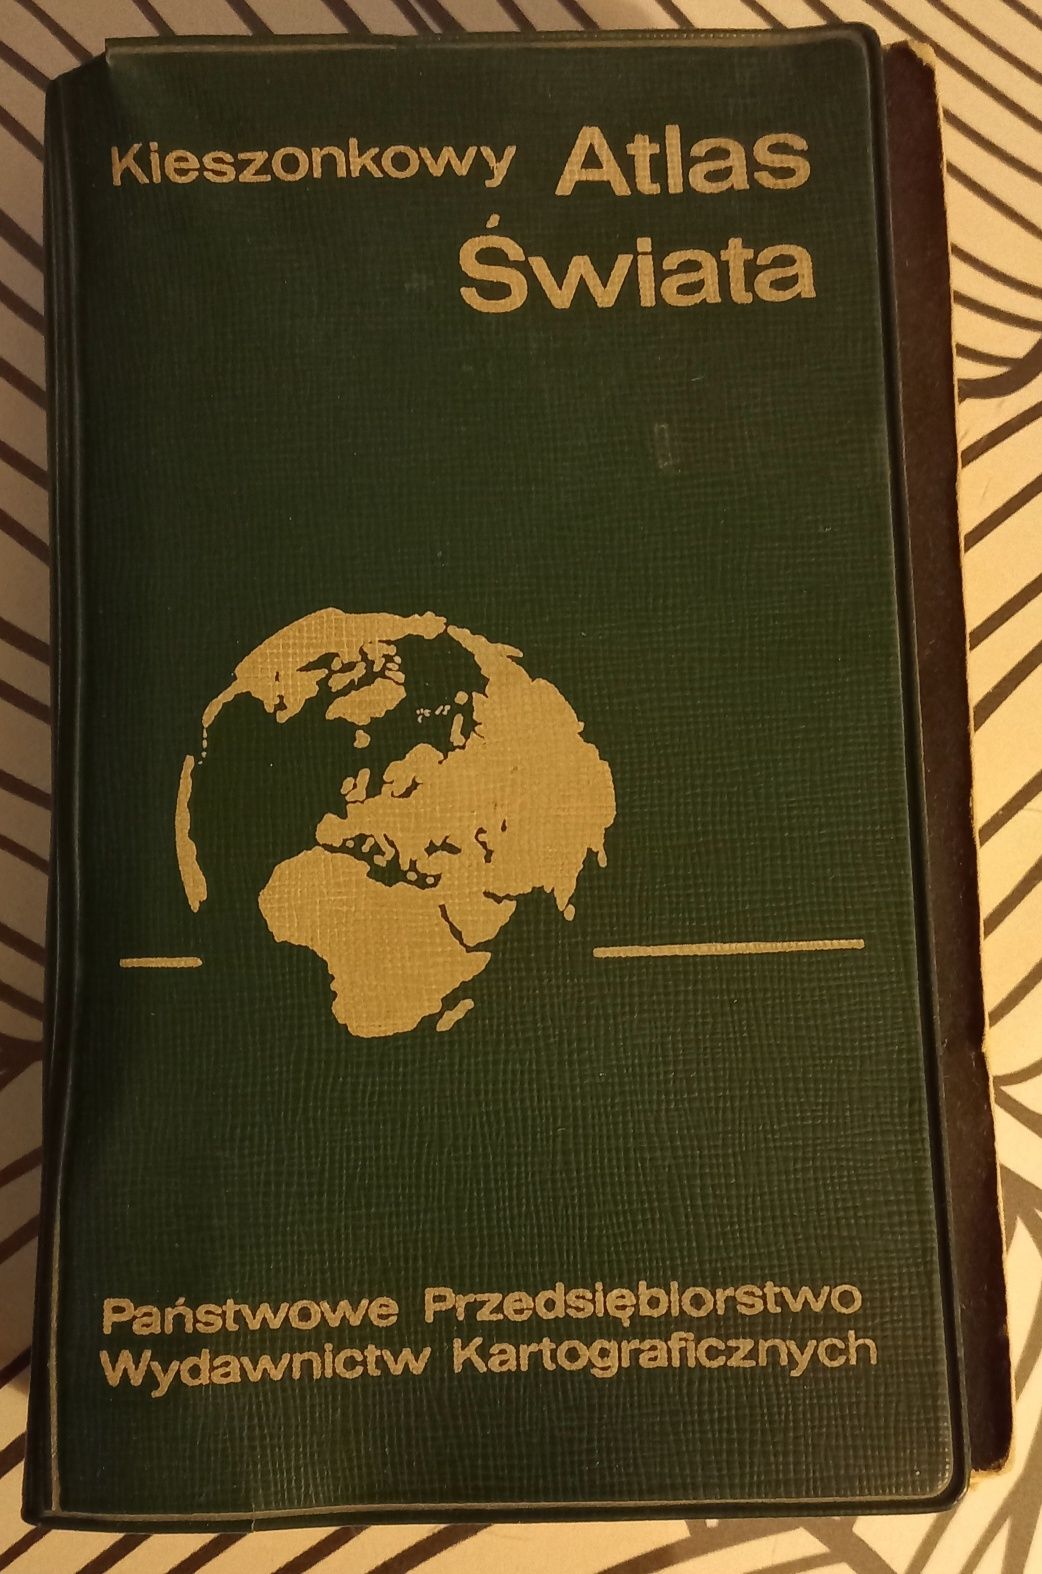 Kieszonkowy Atlas
Świata
Państwowe Przedsiębiorstwo
Wydawnictw Kartograficznych